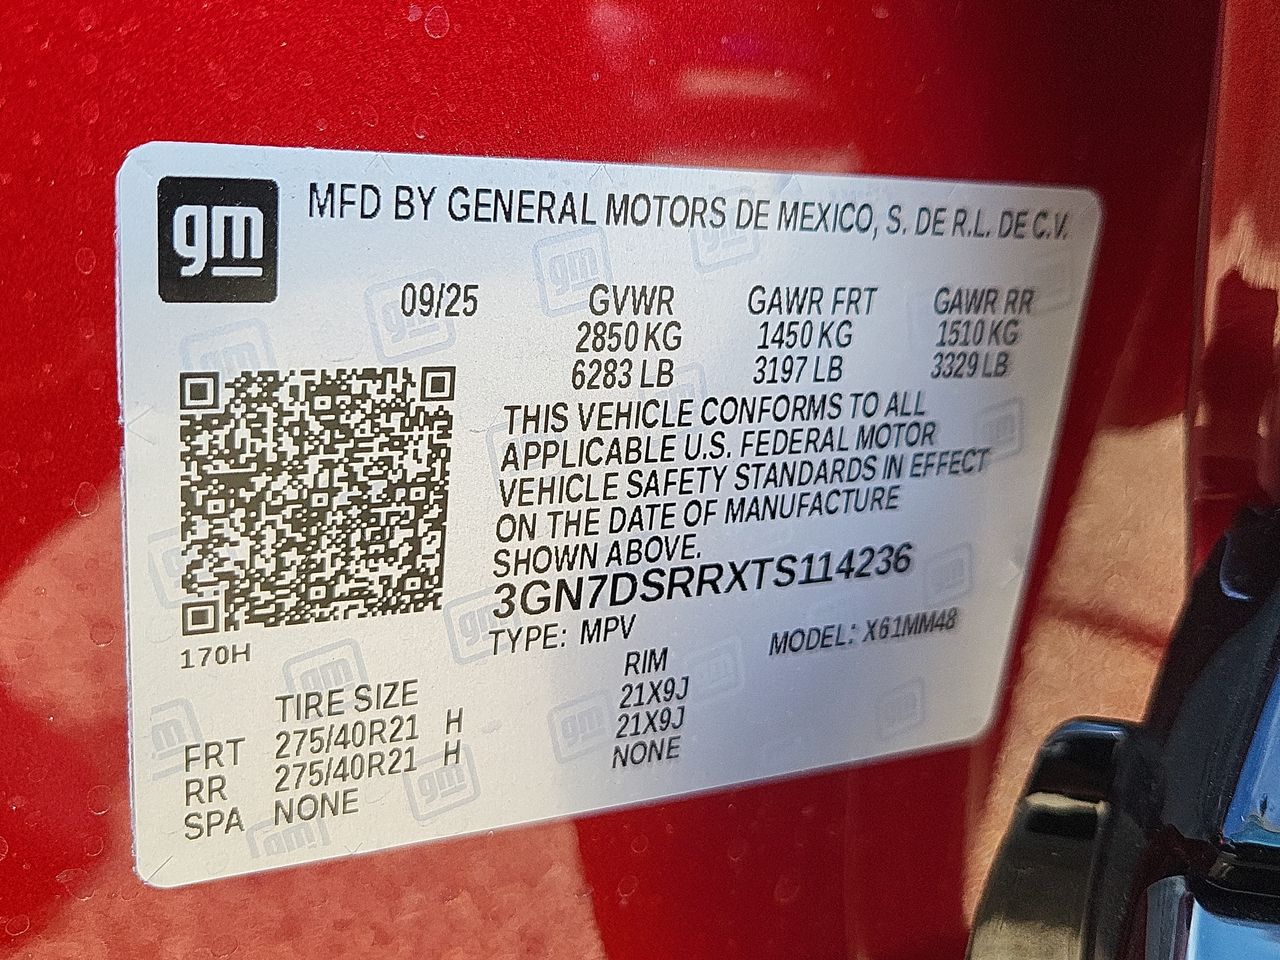 gm
MFD BY GENERAL MOTORS DE MEXICO, S. DE R.L. DE C.V.
09/25 GVWR GAWR FRT GAWR RR
2850 KG 1450 KG 1510 KG
6283 LB 3197 LB 3329 LB
THIS VEHICLE CONFORMS TO ALL
APPLICABLE U.S. FEDERAL MOTOR
VEHICLE SAFETY STANDARDS IN EFFECT
ON THE DATE OF MANUFACTURE
SHOWN ABOVE.
3GN7DSRRXTS114236
TYPE: MPV MODEL: X61MM48
170H
TIRE SIZE RIM
FRT 275/40R21 H 21X9J
RR 275/40R21 H 21X9J
SPA NONE NONE